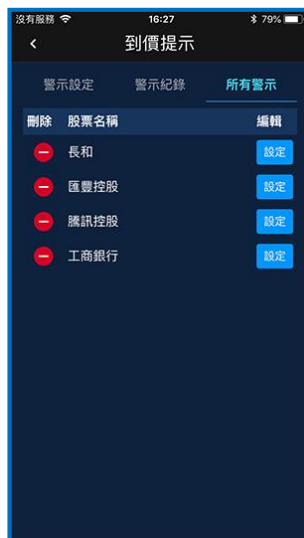 沒有服務 16:27 79%
到價提示
警示設定 警示紀錄 所有警示
刪除 股票名稱 編輯
長和 設定
匯豐控股 設定
騰訊控股 設定
工商銀行 設定